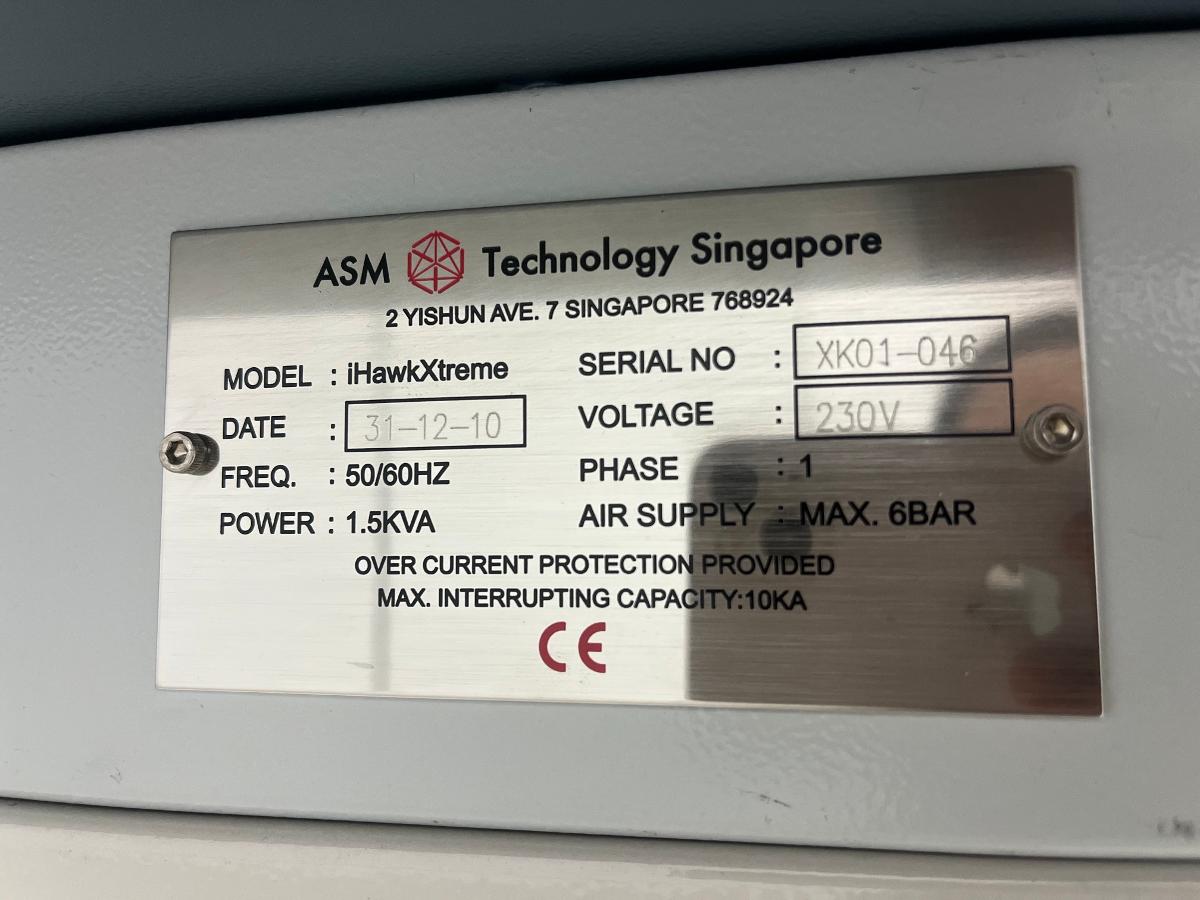 ASM Technology Singapore
2 YISHUN AVE. 7 SINGAPORE 768924
MODEL : iHawkXtreme SERIAL NO : XK01-046
DATE : 31-12-10 VOLTAGE : 230V
FREQ. : 50/60HZ PHASE : 1
POWER : 1.5KVA AIR SUPPLY : MAX. 6BAR
OVER CURRENT PROTECTION PROVIDED
MAX. INTERRUPTING CAPACITY:10KA
CE